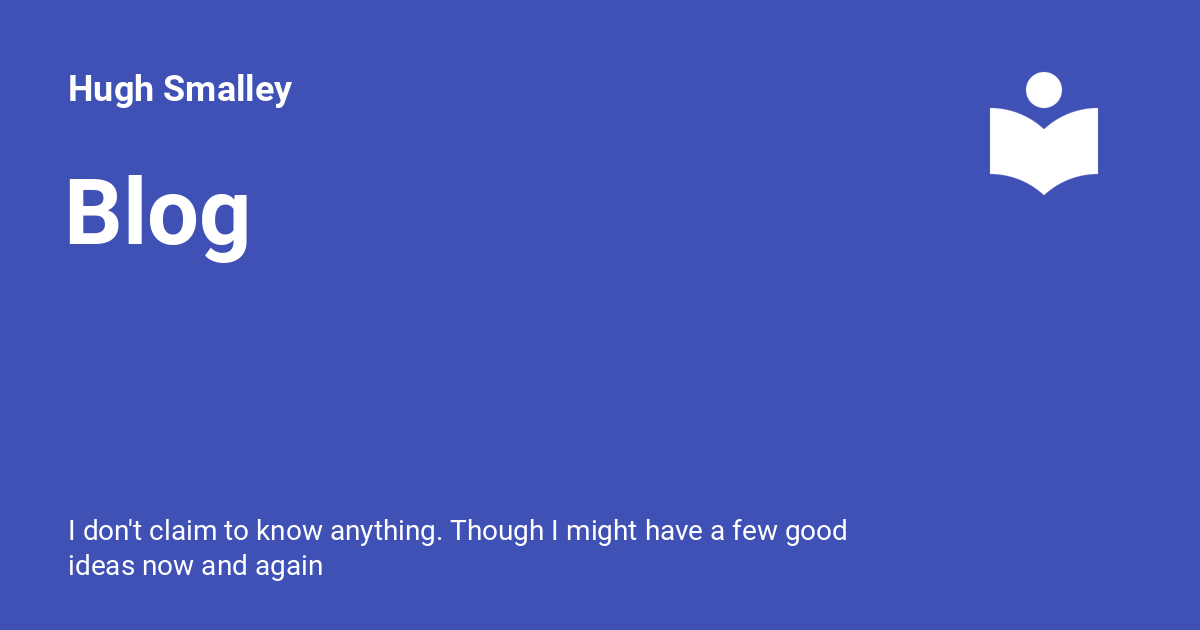 Hugh Smalley
Blog
I don't claim to know anything. Though I might have a few good
ideas now and again